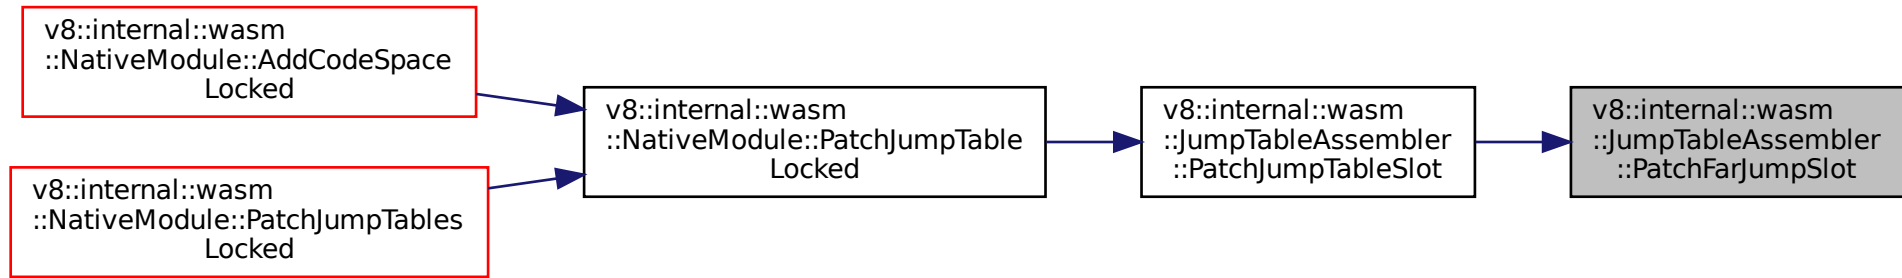 v8::internal::wasm
::NativeModule::AddCodeSpace
Locked
v8::internal::wasm
::NativeModule::PatchJumpTables
Locked
v8::internal::wasm
::NativeModule::PatchJumpTable
Locked
v8::internal::wasm
::JumpTableAssembler
::PatchJumpTableSlot
v8::internal::wasm
::JumpTableAssembler
::PatchFarJumpSlot